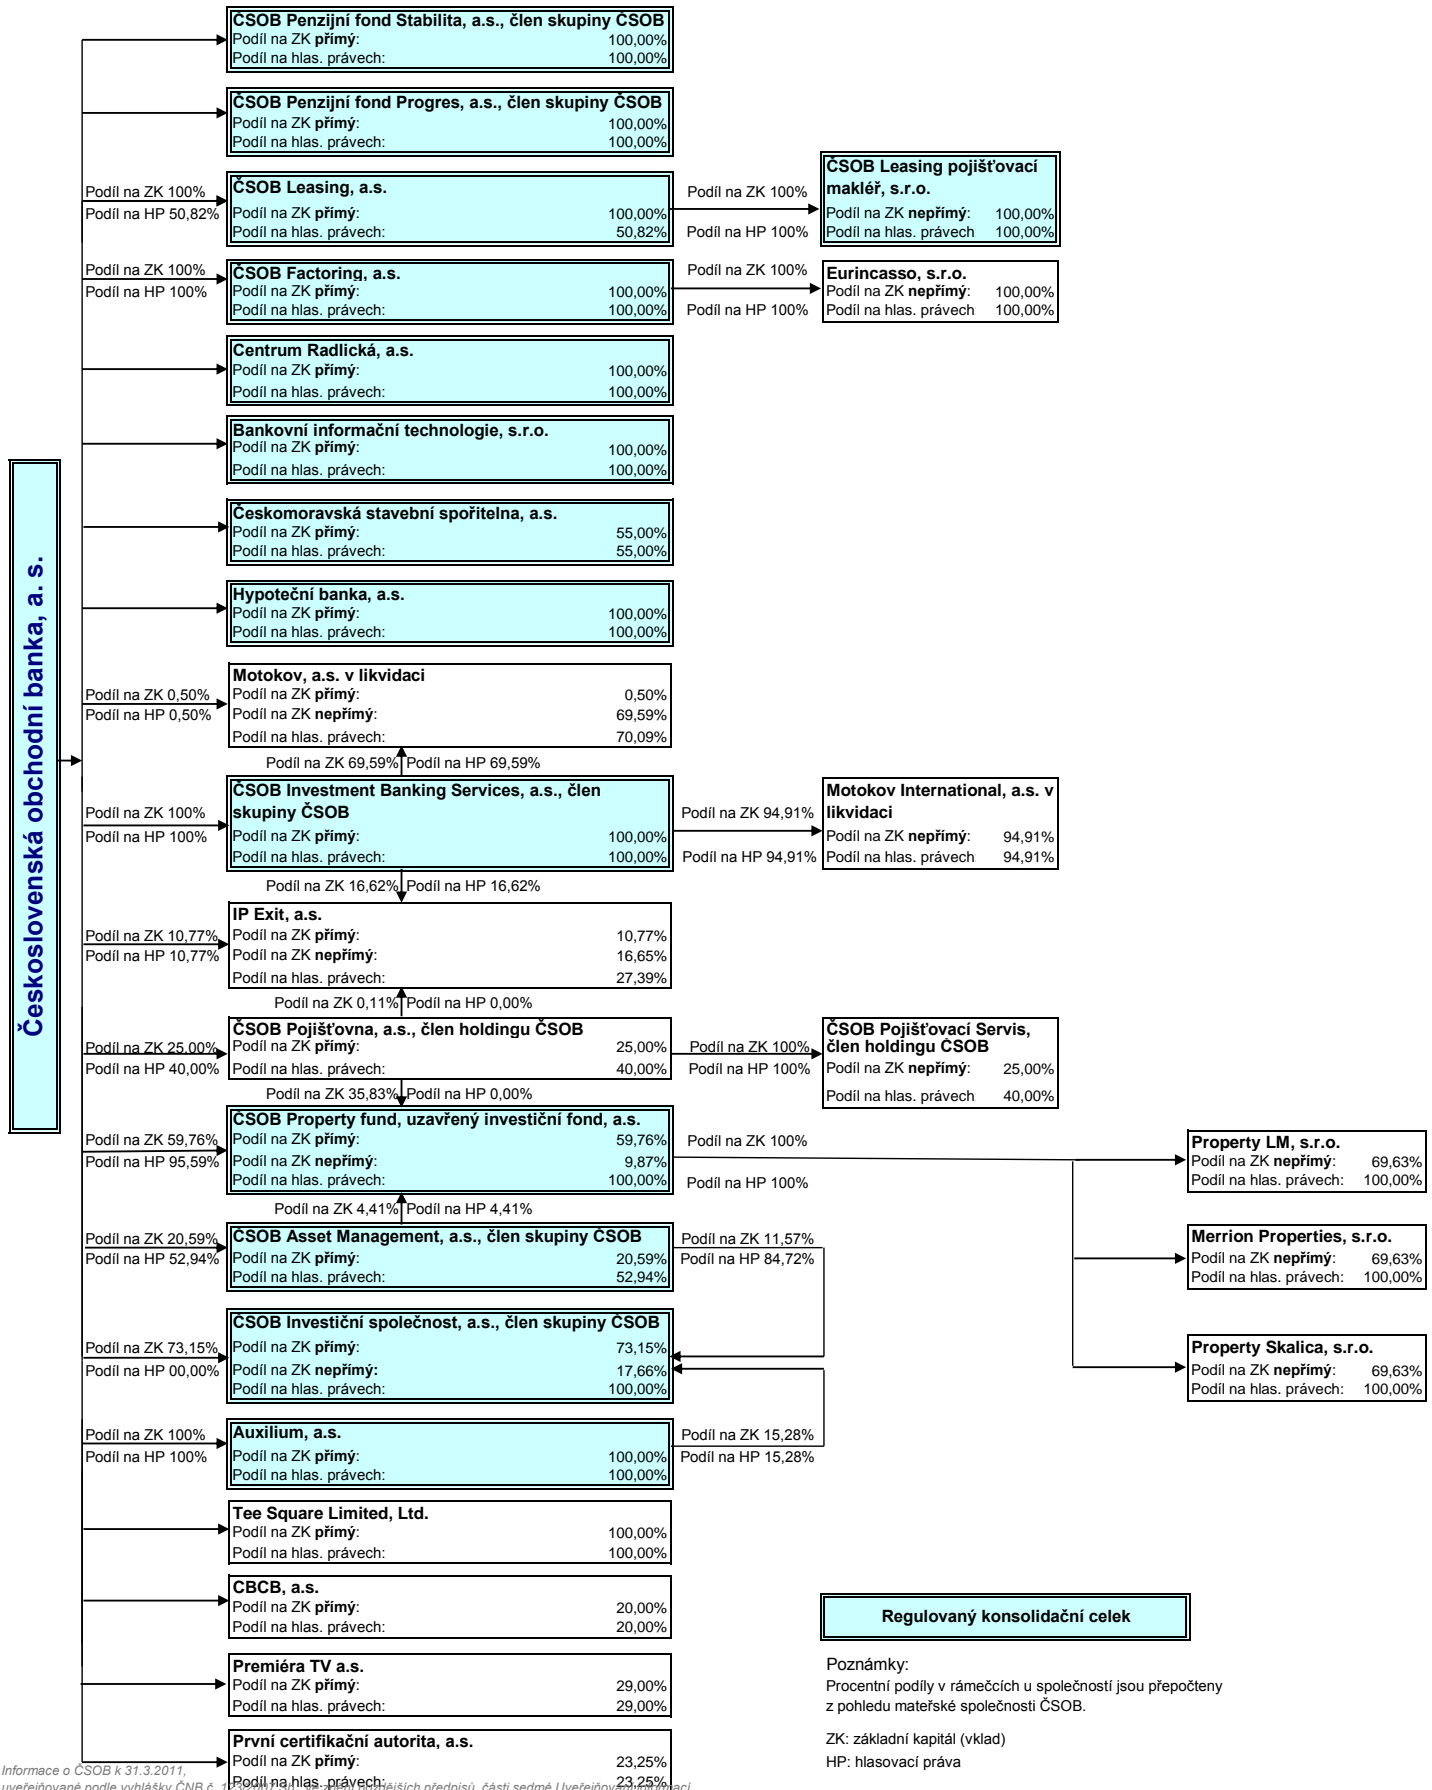 Československá obchodní banka, a. s.
ČSOB Penzijní fond Stabilita, a.s., člen skupiny ČSOB
Podíl na ZK přímý: 100,00%
Podíl na hlas. právech: 100,00%
ČSOB Penzijní fond Progres, a.s., člen skupiny ČSOB
Podíl na ZK přímý: 100,00%
Podíl na hlas. právech: 100,00%
Podíl na ZK 100%
Podíl na HP 50,82%
ČSOB Leasing, a.s.
Podíl na ZK přímý: 100,00%
Podíl na hlas. právech: 50,82%
Podíl na ZK 100%
Podíl na HP 100%
ČSOB Leasing pojišťovací
makléř, s.r.o.
Podíl na ZK nepřímý: 100,00%
Podíl na hlas. právech 100,00%
Podíl na ZK 100%
Podíl na HP 100%
ČSOB Factoring, a.s.
Podíl na ZK přímý: 100,00%
Podíl na hlas. právech: 100,00%
Podíl na ZK 100%
Podíl na HP 100%
Eurincasso, s.r.o.
Podíl na ZK nepřímý: 100,00%
Podíl na hlas. právech 100,00%
Centrum Radlická, a.s.
Podíl na ZK přímý: 100,00%
Podíl na hlas. právech: 100,00%
Bankovní informační technologie, s.r.o.
Podíl na ZK přímý: 100,00%
Podíl na hlas. právech: 100,00%
Českomoravská stavební spořitelna, a.s.
Podíl na ZK přímý: 55,00%
Podíl na hlas. právech: 55,00%
Hypoteční banka, a.s.
Podíl na ZK přímý: 100,00%
Podíl na hlas. právech: 100,00%
Podíl na ZK 0,50%
Podíl na HP 0,50%
Motokov, a.s. v likvidaci
Podíl na ZK přímý: 0,50%
Podíl na ZK nepřímý: 69,59%
Podíl na hlas. právech: 70,09%
Podíl na ZK 69,59% Podíl na HP 69,59%
Podíl na ZK 100%
Podíl na HP 100%
ČSOB Investment Banking Services, a.s., člen
skupiny ČSOB
Podíl na ZK přímý: 100,00%
Podíl na hlas. právech: 100,00%
Podíl na ZK 94,91%
Podíl na HP 94,91%
Motokov International, a.s. v
likvidaci
Podíl na ZK nepřímý: 94,91%
Podíl na hlas. právech 94,91%
Podíl na ZK 16,62% Podíl na HP 16,62%
Podíl na ZK 10,77%
Podíl na HP 10,77%
IP Exit, a.s.
Podíl na ZK přímý: 10,77%
Podíl na ZK nepřímý: 16,65%
Podíl na hlas. právech: 27,39%
Podíl na ZK 0,11% Podíl na HP 0,00%
Podíl na ZK 25,00%
Podíl na HP 40,00%
ČSOB Pojišťovna, a.s., člen holdingu ČSOB
Podíl na ZK přímý: 25,00%
Podíl na hlas. právech: 40,00%
Podíl na ZK 100%
Podíl na HP 100%
ČSOB Pojišťovací Servis,
člen holdingu ČSOB
Podíl na ZK nepřímý: 25,00%
Podíl na hlas. právech 40,00%
Podíl na ZK 35,83% Podíl na HP 0,00%
Podíl na ZK 59,76%
Podíl na HP 95,59%
ČSOB Property fund, uzavřený investiční fond, a.s.
Podíl na ZK přímý: 59,76%
Podíl na ZK nepřímý: 9,87%
Podíl na hlas. právech: 100,00%
Podíl na ZK 100%
Podíl na HP 100%
Property LM, s.r.o.
Podíl na ZK nepřímý: 69,63%
Podíl na hlas. právech: 100,00%
Podíl na ZK 4,41% Podíl na HP 4,41%
Podíl na ZK 20,59%
Podíl na HP 52,94%
ČSOB Asset Management, a.s., člen skupiny ČSOB
Podíl na ZK přímý: 20,59%
Podíl na hlas. právech: 52,94%
Podíl na ZK 11,57%
Podíl na HP 84,72%
Merrion Properties, s.r.o.
Podíl na ZK nepřímý: 69,63%
Podíl na hlas. právech: 100,00%
Podíl na ZK 73,15%
Podíl na HP 00,00%
ČSOB Investiční společnost, a.s., člen skupiny ČSOB
Podíl na ZK přímý: 73,15%
Podíl na ZK nepřímý: 17,66%
Podíl na hlas. právech: 100,00%
Property Skalica, s.r.o.
Podíl na ZK nepřímý: 69,63%
Podíl na hlas. právech: 100,00%
Podíl na ZK 100%
Podíl na HP 100%
Auxilium, a.s.
Podíl na ZK přímý: 100,00%
Podíl na hlas. právech: 100,00%
Podíl na ZK 15,28%
Podíl na HP 15,28%
Tee Square Limited, Ltd.
Podíl na ZK přímý: 100,00%
Podíl na hlas. právech: 100,00%
CBCB, a.s.
Podíl na ZK přímý: 20,00%
Podíl na hlas. právech: 20,00%
Premiéra TV a.s.
Podíl na ZK přímý: 29,00%
Podíl na hlas. právech: 29,00%
První certifikační autorita, a.s.
Podíl na ZK přímý: 23,25%
Podíl na hlas. právech: 23,25%
Regulovaný konsolidační celek
Poznámky:
Procentní podíly v rámečcích u společností jsou přepočteny
z pohledu mateřské společnosti ČSOB.
ZK: základní kapitál (vklad)
HP: hlasovací práva
Informace o ČSOB k 31.3.2011,
uveřejňované podle vyhlášky ČNB č. pozdějších předpisů, části sedmé Uveřejňování informací